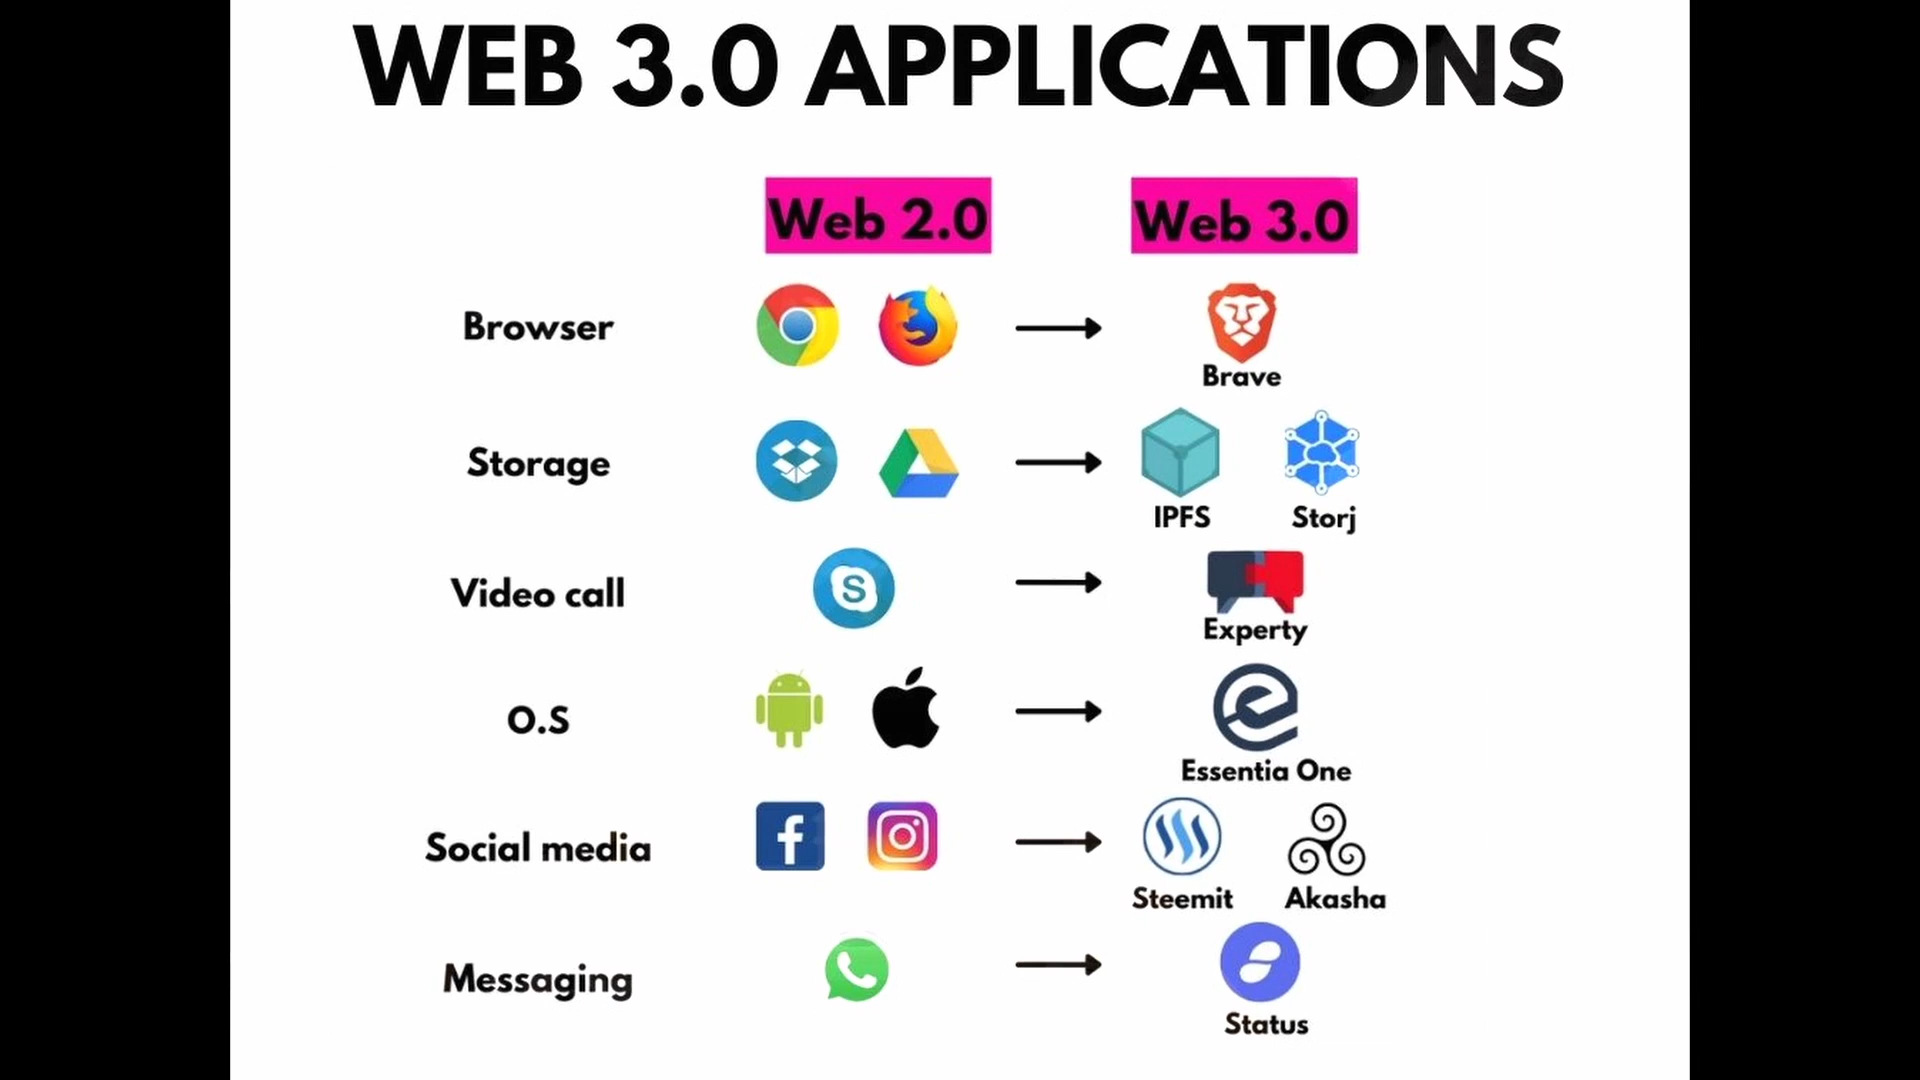 WEB 3.0 APPLICATIONS
Web 2.0
Web 3.0
Browser
Brave
Storage
IPFS
Storj
Video call
S
Experty
O.S
Essentia One
Social media
f
Steemit
Akasha
Messaging
Status